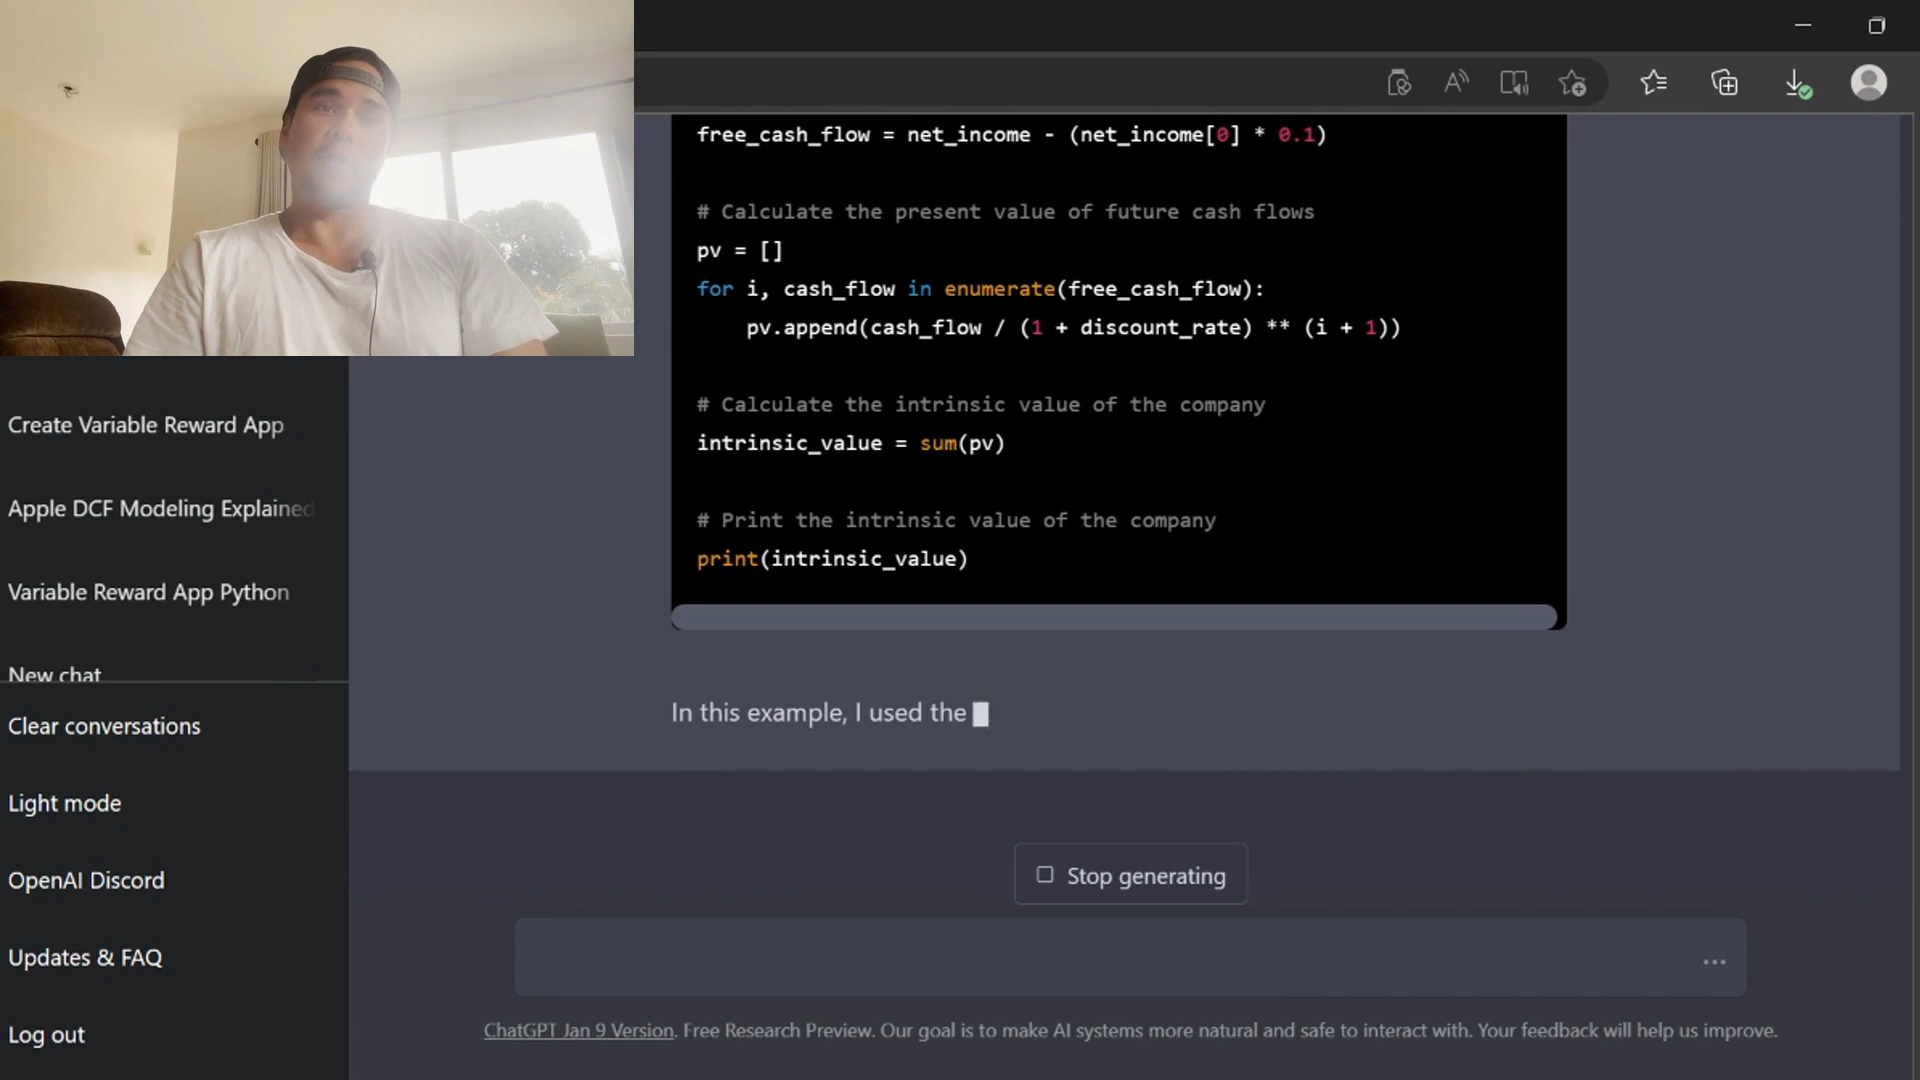 free_cash_flow = net_income - (net_income[0] * 0.1)
# Calculate the present value of future cash flows
pv = []
for i, cash_flow in enumerate(free_cash_flow):
    pv.append(cash_flow / (1 + discount_rate) ** (i + 1))
# Calculate the intrinsic value of the company
intrinsic_value = sum(pv)
# Print the intrinsic value of the company
print(intrinsic_value)
In this example, I used the
Create Variable Reward App
Apple DCF Modeling Explained
Variable Reward App Python
New chat
Clear conversations
Light mode
OpenAI Discord
Updates & FAQ
Log out
Stop generating
...
ChatGPT Jan 9 Version. Free Research Preview. Our goal is to make AI systems more natural and safe to interact with. Your feedback will help us improve.